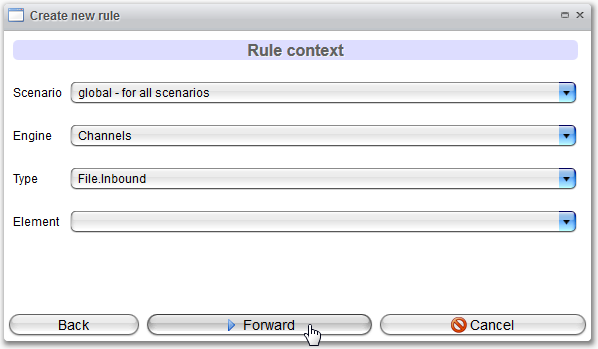 Create new rule
Rule context
Scenario global - for all scenarios
Engine Channels
Type File.Inbound
Element
Back Forward Cancel